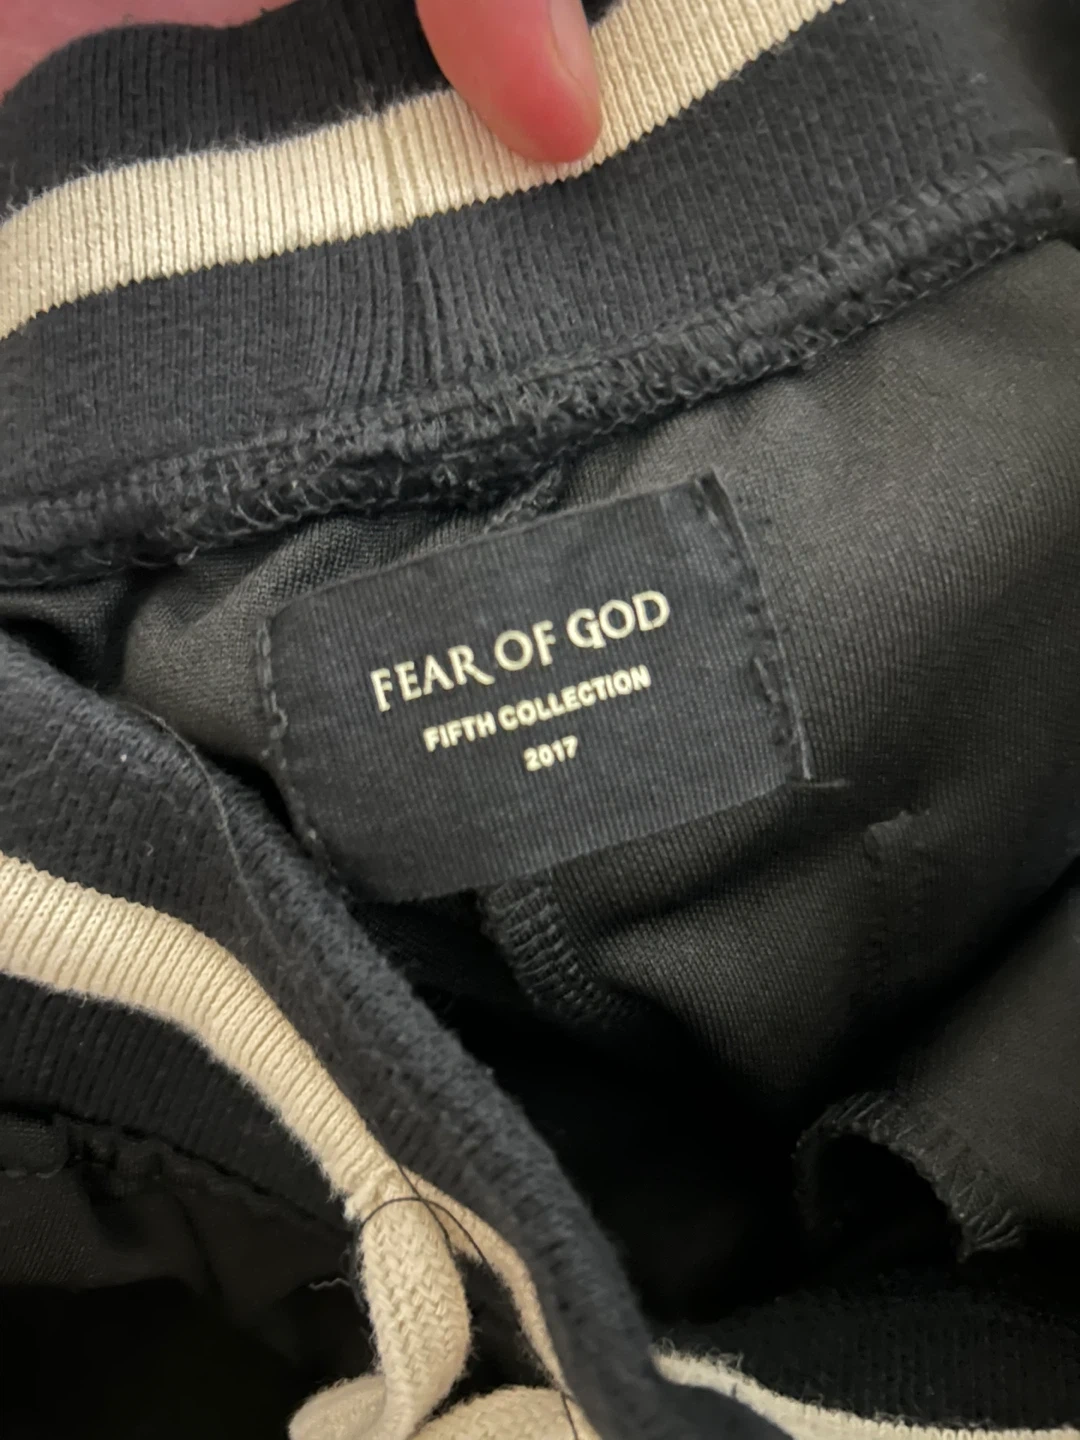 FEAR OF GOD
FIFTH COLLECTION
2017